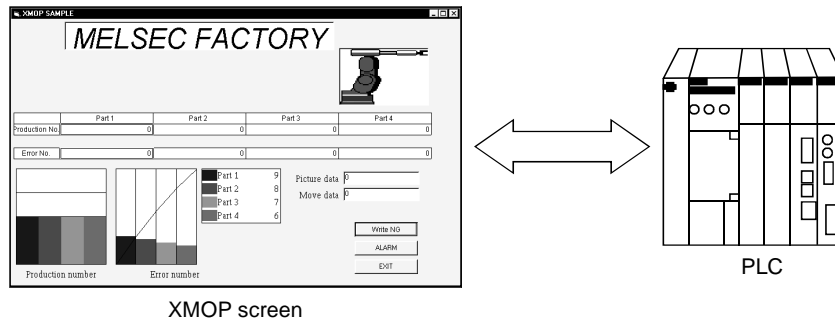 XMOP SAMPLE
MELSEC FACTORY
Part 1 Part 2 Part 3 Part 4
Production No. 0 0 0 0
Error No. 0 0 0 0
Part 1 9
Part 2 8
Part 3 7
Part 4 6
Picture data 0
Move data 0
Write NG
ALARM
EXIT
Production number
Error number
XMOP screen
PLC